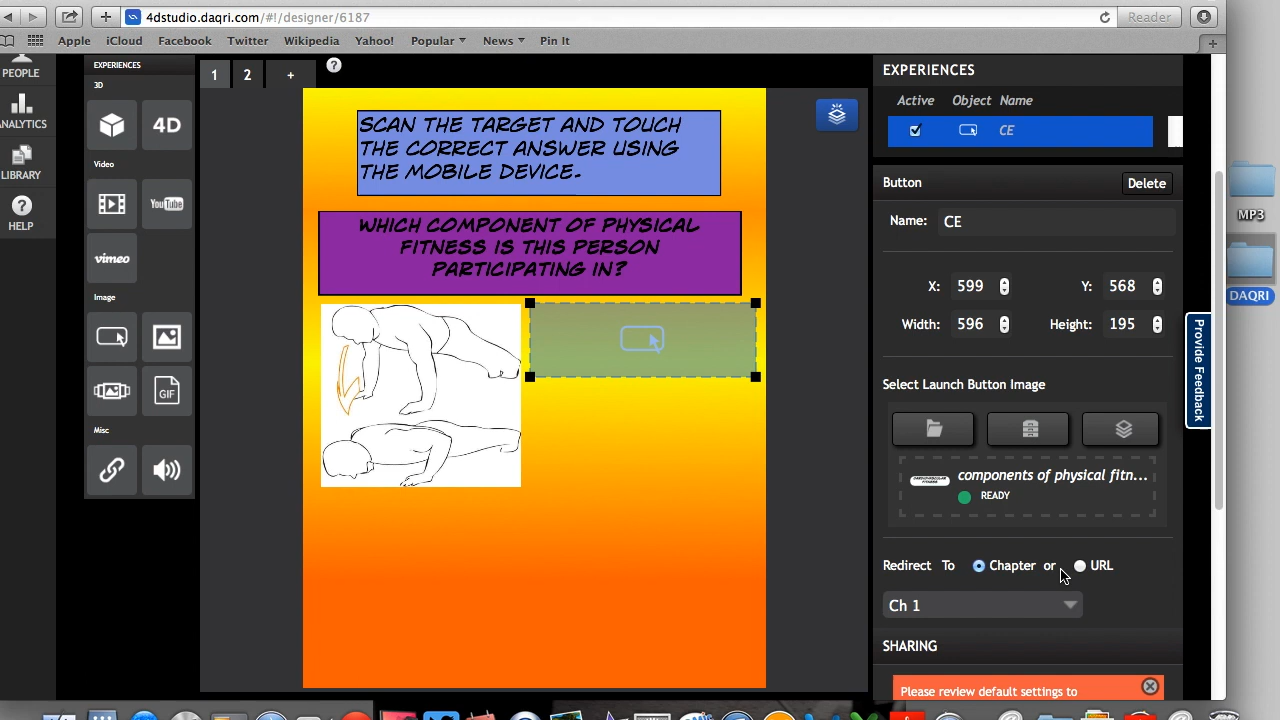 4dstudio.daqri.com/#!/designer/6187
Reader
Apple iCloud Facebook Twitter Wikipedia Yahoo! Popular News Pin It
PEOPLE
ANALYTICS
LIBRARY
HELP
EXPERIENCES
3D
4D
Video
YouTube
vimeo
Image
GIF
Misc
1 2 + ?
SCAN THE TARGET AND TOUCH
THE CORRECT ANSWER USING
THE MOBILE DEVICE.
WHICH COMPONENT OF PHYSICAL
FITNESS IS THIS PERSON
PARTICIPATING IN?
EXPERIENCES
Active Object Name
CE
Button Delete
Name: CE
X: 599 Y: 568
Width: 596 Height: 195
Select Launch Button Image
components of physical fitn...
READY
Redirect To Chapter or URL
Ch 1
SHARING
Please review default settings to
Provide Feedback
MP3
DAQRI